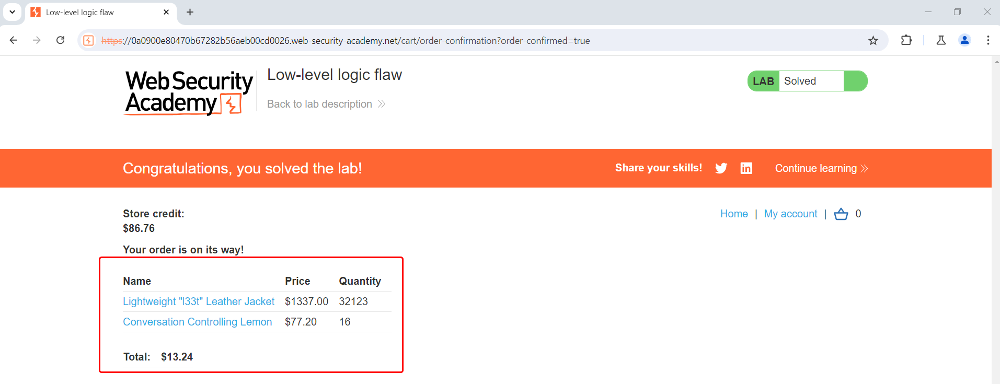 Low-level logic flaw
https://0a0900e80470b67282b56aeb00cd0026.web-security-academy.net/cart/order-confirmation?order-confirmed=true
Web Security
Academy
Low-level logic flaw
Back to lab description
LAB Solved
Congratulations, you solved the lab!
Share your skills!
Continue learning
Store credit:
$86.76
Home | My account | 0
Your order is on its way!
Name Price Quantity
Lightweight "l33t" Leather Jacket $1337.00 32123
Conversation Controlling Lemon $77.20 16
Total: $13.24